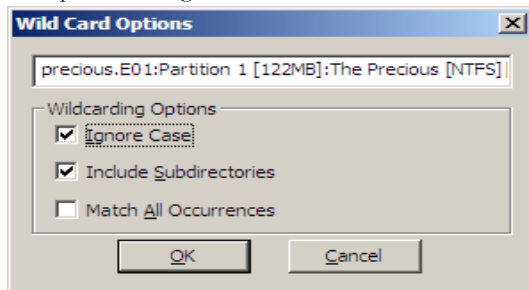 Wild Card Options
precious.E01:Partition 1 [122MB]:The Precious [NTFS]|
Wildcarding Options
Ignore Case
Include Subdirectories
Match All Occurrences
OK Cancel